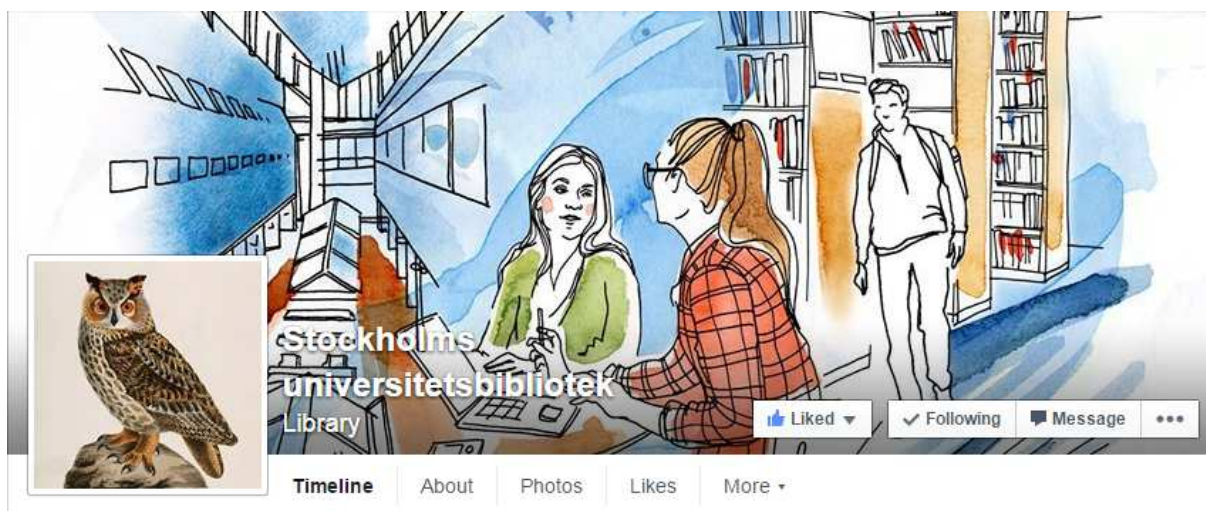 Stockholms
universitetsbibliotek
Library
Liked Following Message
Timeline About Photos Likes More